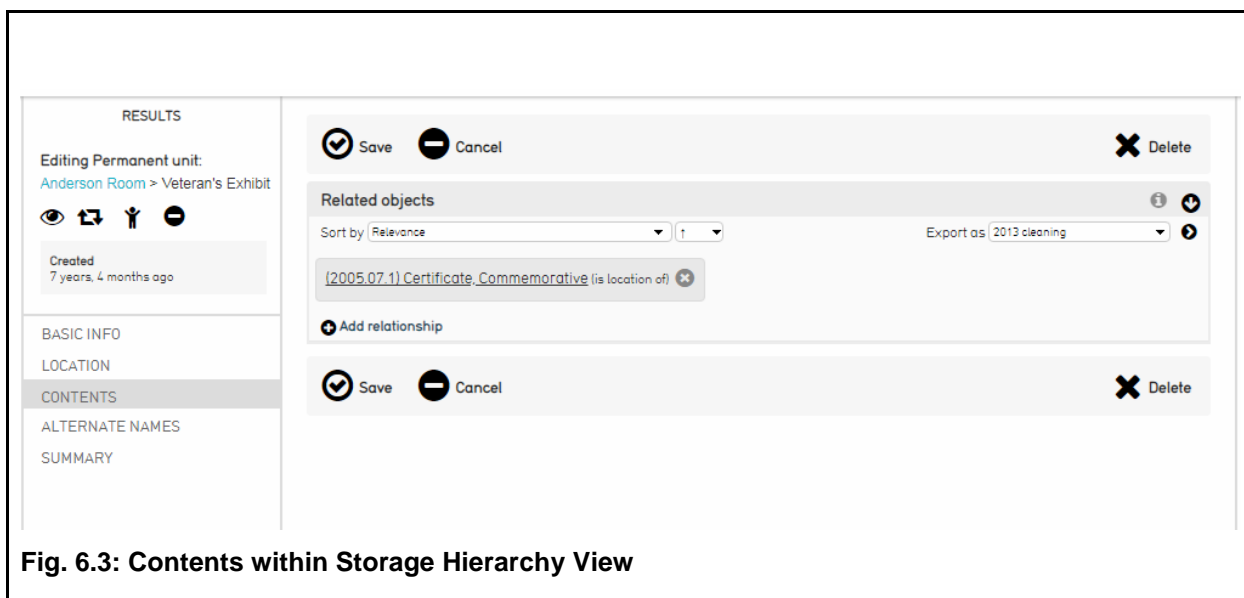 RESULTS
Editing Permanent unit:
Anderson Room > Veteran's Exhibit
Created
7 years, 4 months ago
BASIC INFO
LOCATION
CONTENTS
ALTERNATE NAMES
SUMMARY
Save Cancel Delete
Related objects
Sort by Relevance ↑ Export as 2013 cleaning
(2005.07.1) Certificate, Commemorative (is location of)
Add relationship
Save Cancel Delete
Fig. 6.3: Contents within Storage Hierarchy View